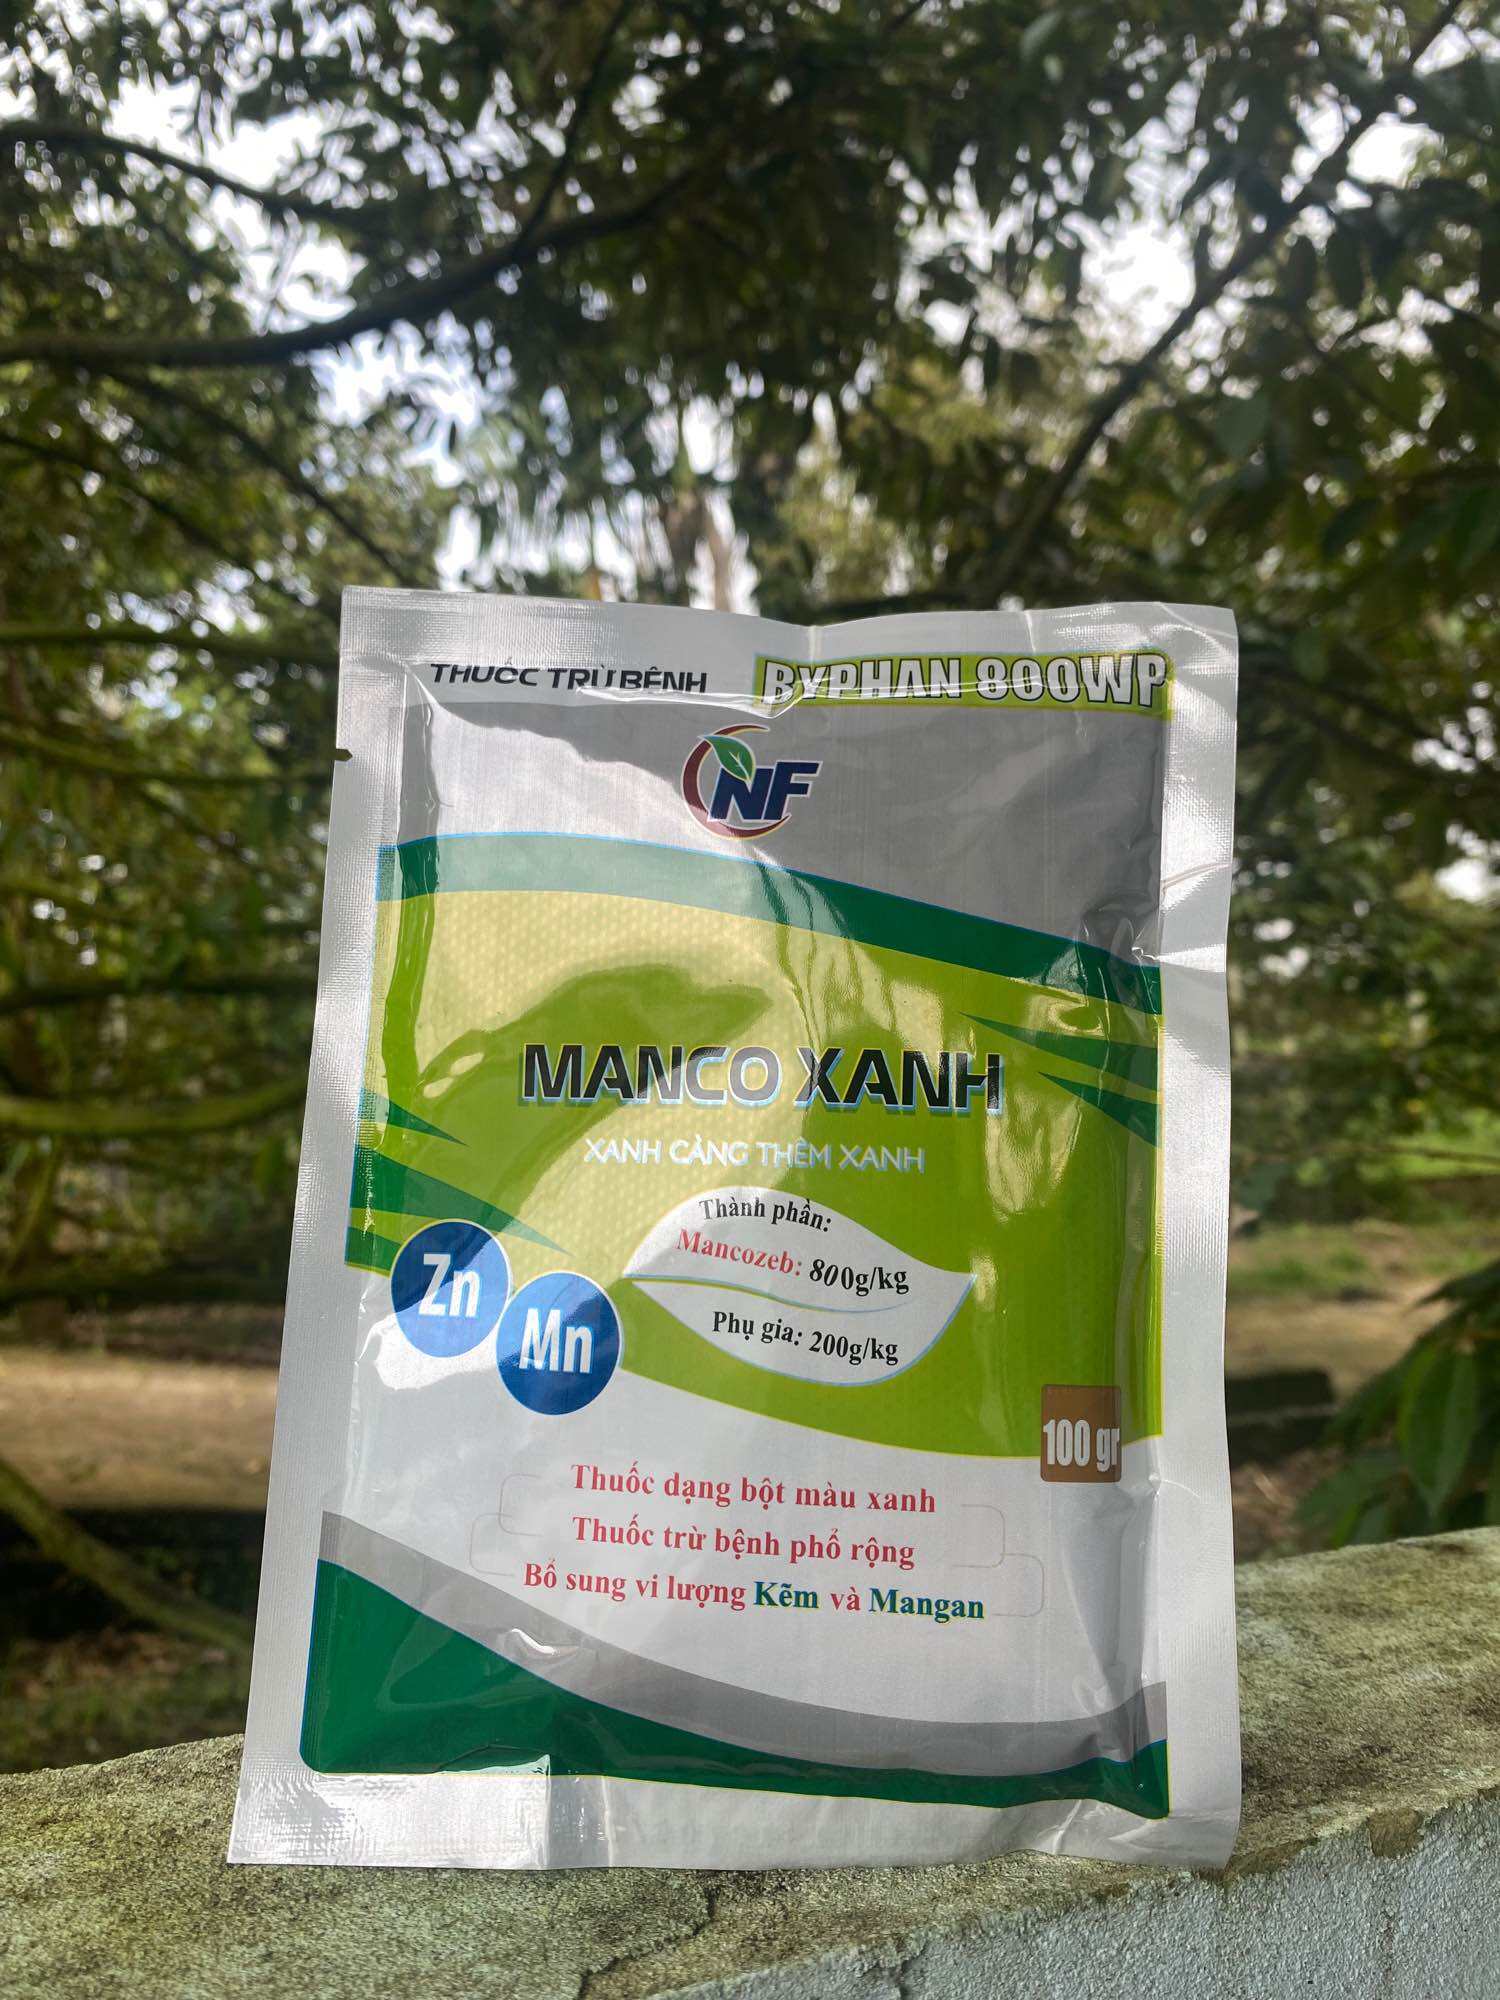 THUỐC TRỪ BỆNH BYPHAN 800WP
NF
MANCO XANH
XANH CÀNG THÊM XANH
Thành phần:
Mancozeb: 800g/kg
Phụ gia: 200g/kg
Zn
Mn
100 gr
Thuốc dạng bột màu xanh
Thuốc trừ bệnh phổ rộng
Bổ sung vi lượng Kẽm và Mangan